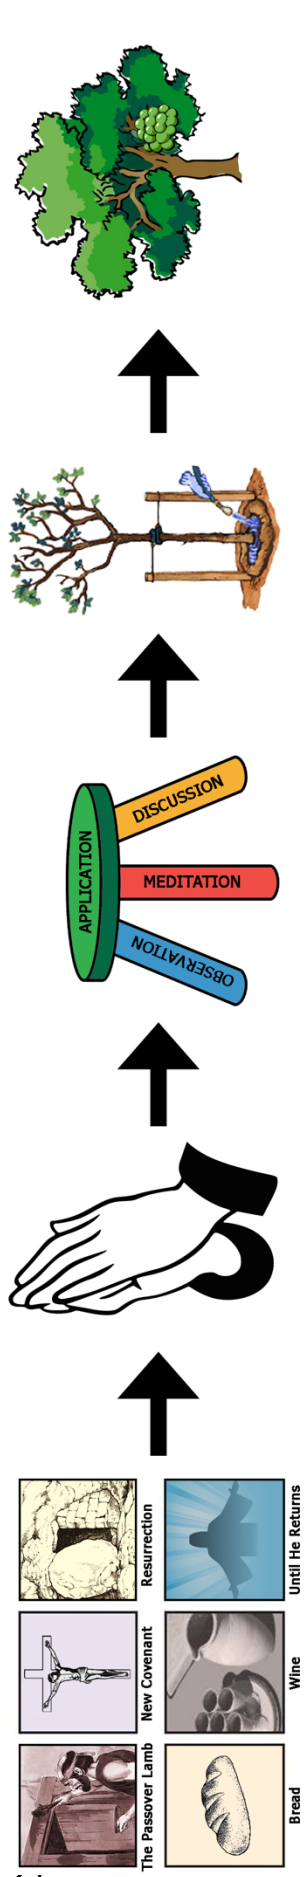 The Passover Lamb
New Covenant
Resurrection
Bread
Wine
Until He Returns
APPLICATION
OBSERVATION
MEDITATION
DISCUSSION